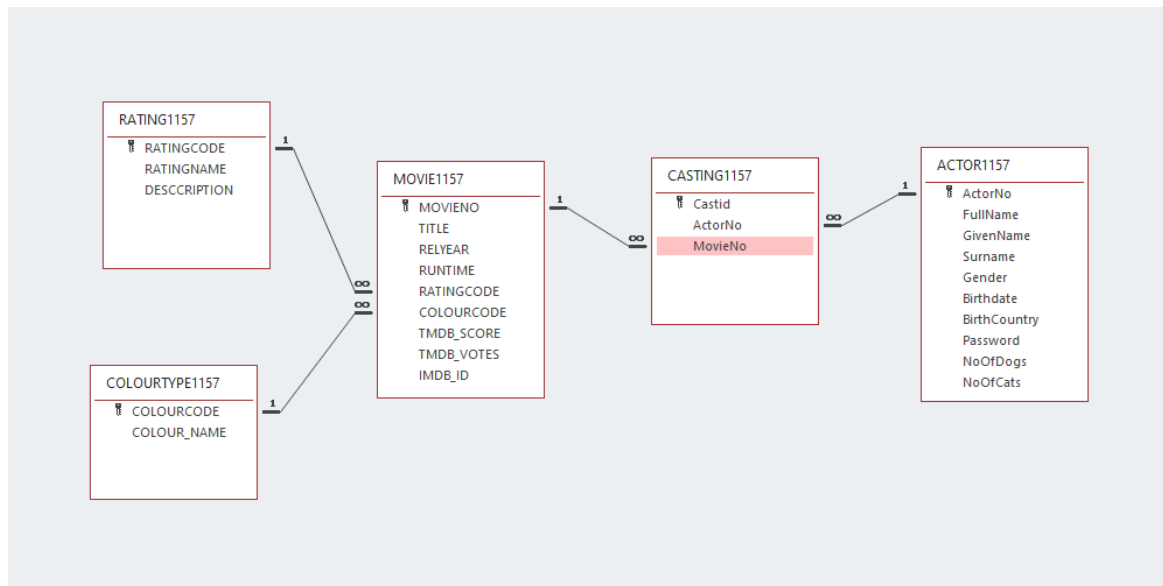 RATING1157
RATINGCODE
RATINGNAME
DESCCRIPTION
1
∞
COLOURTYPE1157
COLOURCODE
COLOUR_NAME
1
∞
MOVIE1157
MOVIENO
TITLE
RELYEAR
RUNTIME
RATINGCODE
COLOURCODE
TMDB_SCORE
TMDB_VOTES
IMDB_ID
1
∞
CASTING1157
Castid
ActorNo
MovieNo
∞
1
ACTOR1157
ActorNo
FullName
GivenName
Surname
Gender
Birthdate
BirthCountry
Password
NoOfDogs
NoOfCats